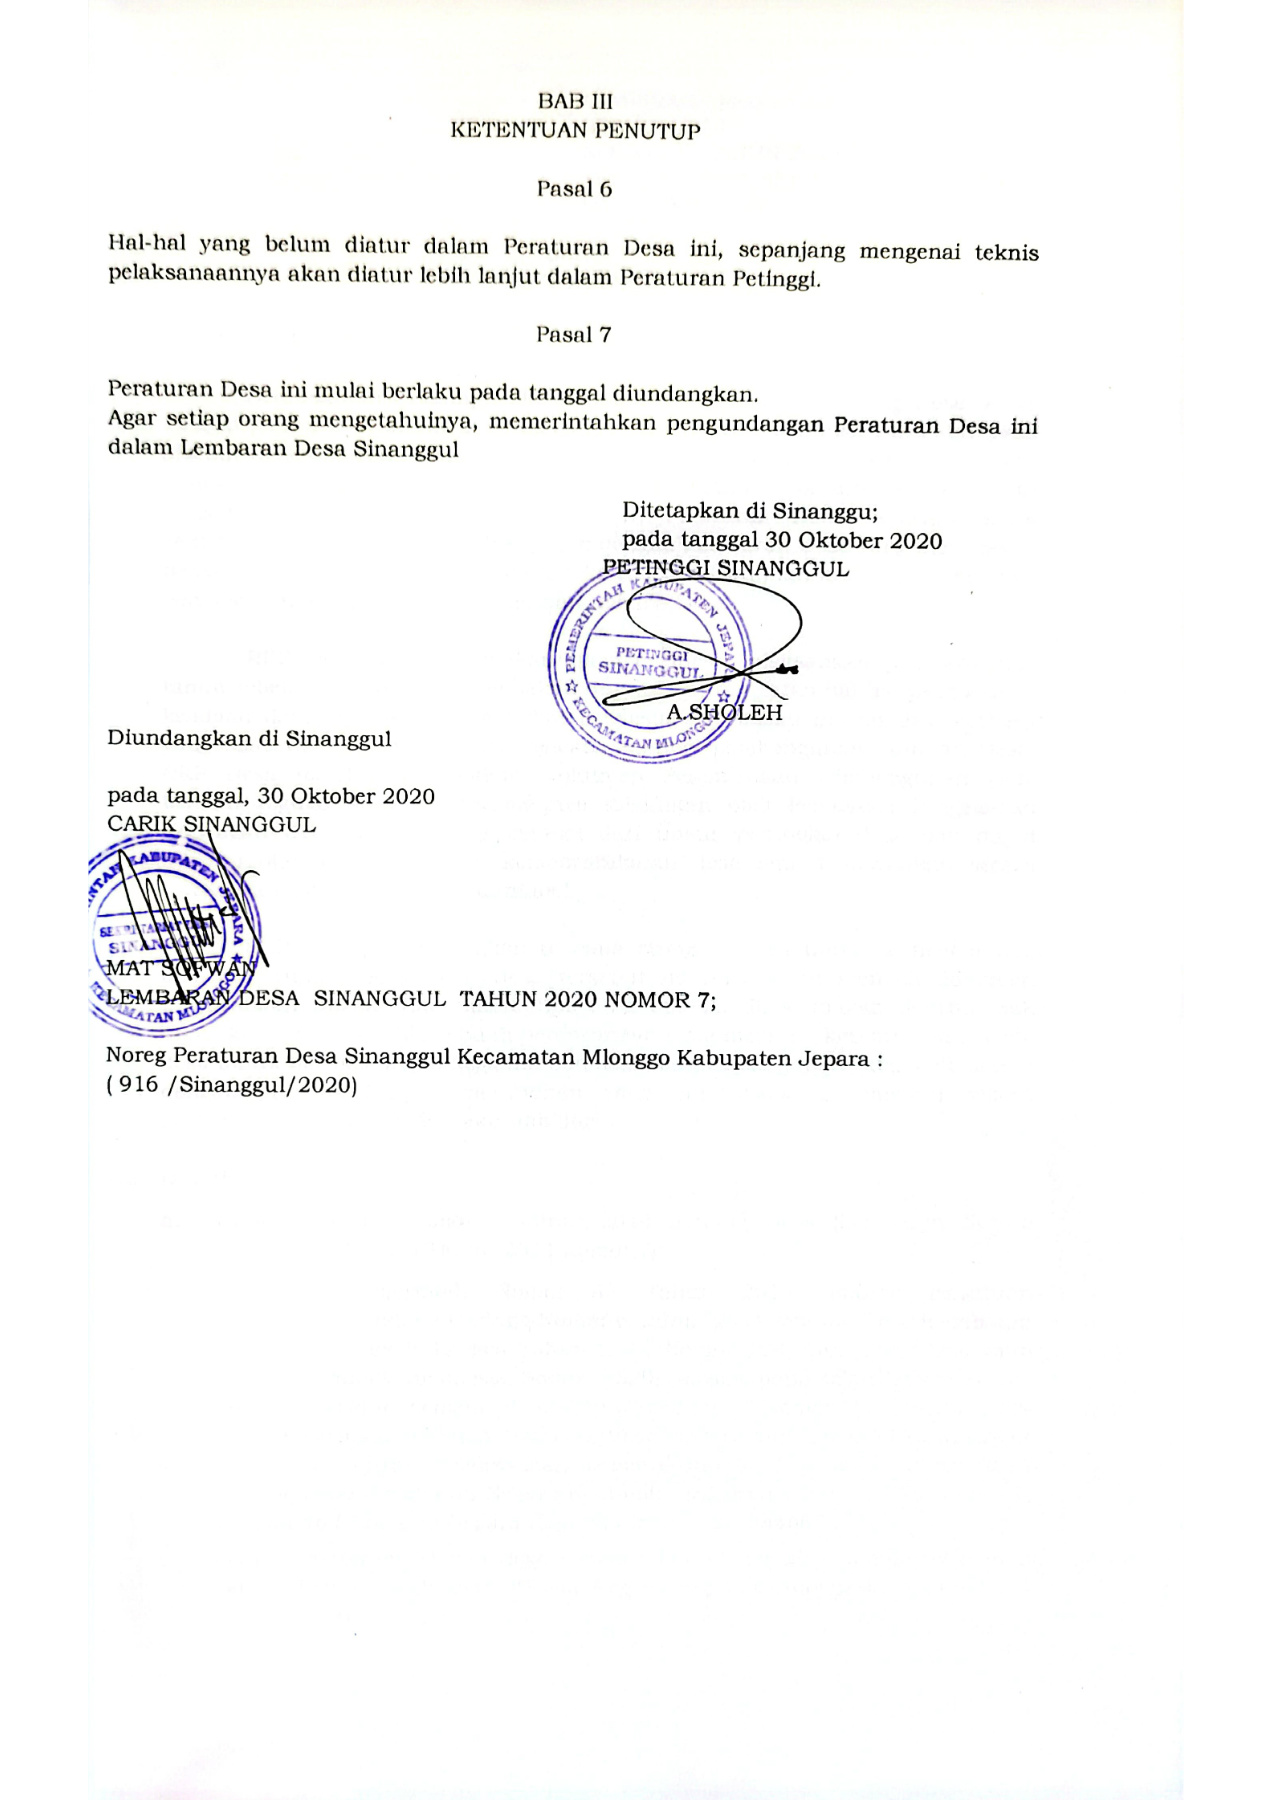 BAB III
KETENTUAN PENUTUP
Pasal 6
Hal-hal yang belum diatur dalam Peraturan Desa ini, sepanjang mengenai teknis
pelaksanaannya akan diatur lebih lanjut dalam Peraturan Petinggi.
Pasal 7
Peraturan Desa ini mulai berlaku pada tanggal diundangkan.
Agar setiap orang mengetahuinya, memerintahkan pengundangan Peraturan Desa ini
dalam Lembaran Desa Sinanggul
Ditetapkan di Sinanggu;
pada tanggal 30 Oktober 2020
PETINGGI SINANGGUL
PEMERINTAH KABUPATEN JEPARA
PETINGGI
SINANGGUL
KECAMATAN MLONGGO
A.SHOLEH
Diundangkan di Sinanggul
pada tanggal, 30 Oktober 2020
CARIK SINANGGUL
KABUPATEN JEPARA
SINANGGUL
MAT SOFWAN
LEMBARAN DESA SINANGGUL TAHUN 2020 NOMOR 7;
KECAMATAN MLONGGO
Noreg Peraturan Desa Sinanggul Kecamatan Mlonggo Kabupaten Jepara :
( 916 /Sinanggul/2020)